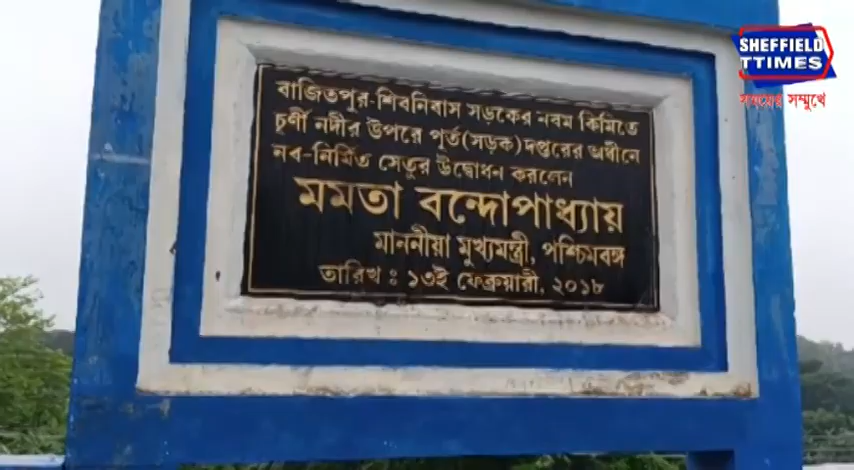 SHEFFIELD
TTIMES
সময়ের সম্মুখে
বাজিতপুর-শিবনিবাস সড়কের নবম কিমিতে
চুর্ণী নদীর উপরে পূর্ত(সড়ক)দপ্তরের অধীনে
নব-নির্মিত সেতুর উদ্বোধন করলেন
মমতা বন্দোপাধ্যায়
মাননীয়া মুখ্যমন্ত্রী, পশ্চিমবঙ্গ
তারিখ : ১৩ই ফেব্রুয়ারী, ২০১৮